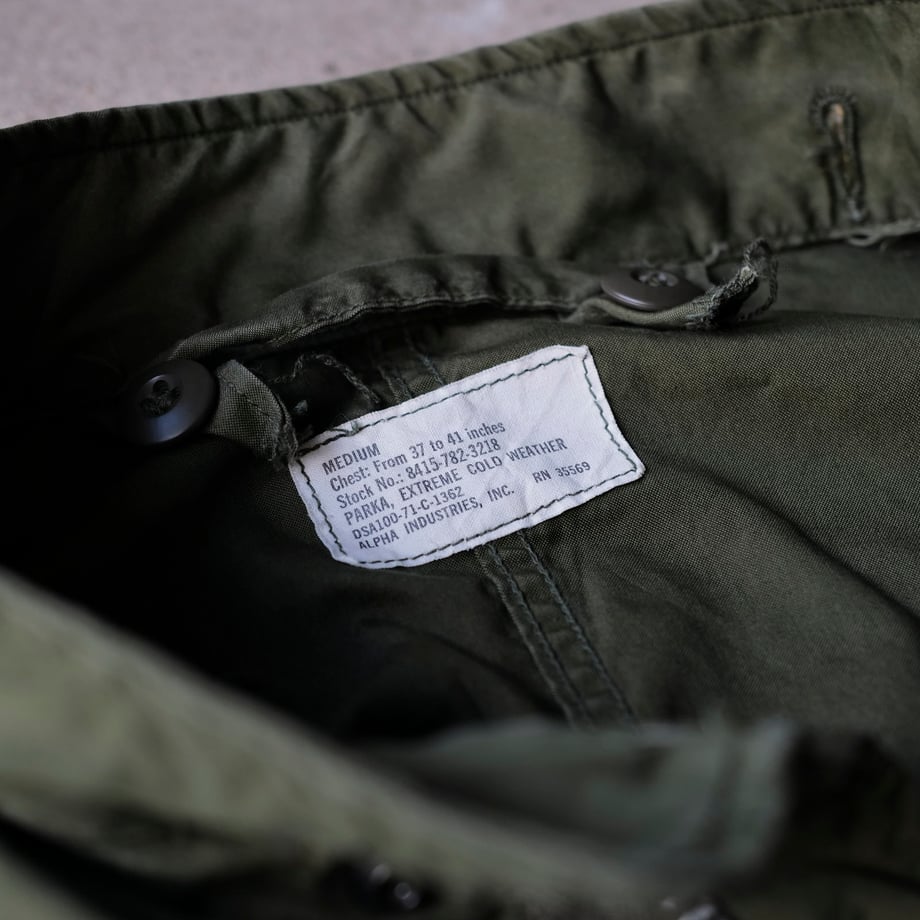 MEDIUM
Chest: From 37 to 41 inches
Stock No.: 8415-782-3218
PARKA, EXTREME COLD WEATHER
DSA100-71-C-1362
ALPHA INDUSTRIES, INC. RN 35569